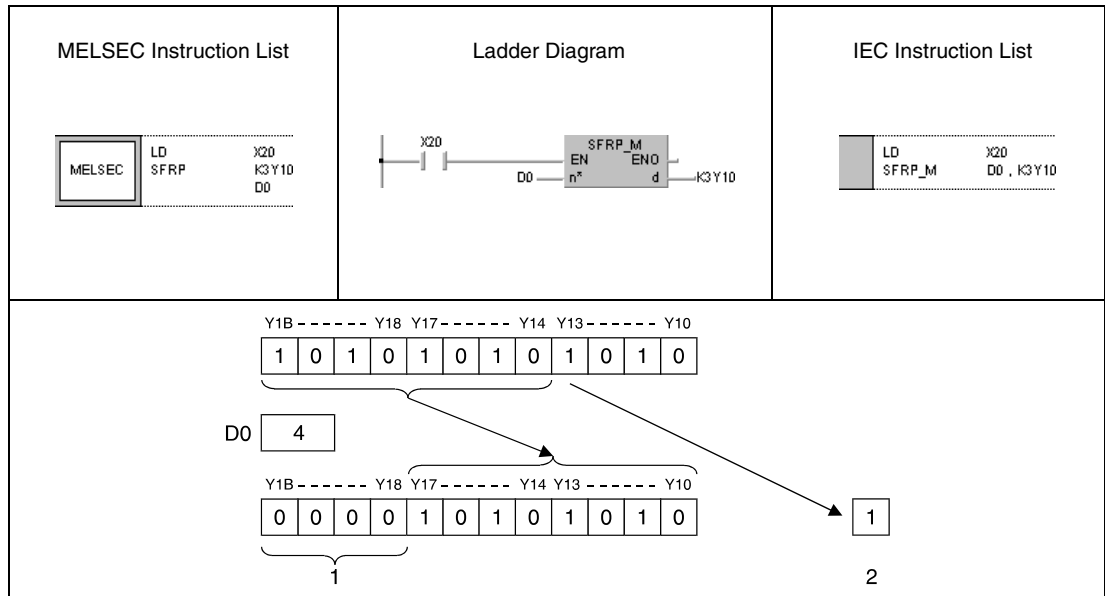 MELSEC Instruction List
Ladder Diagram
IEC Instruction List
MELSEC
LD X20
SFRP K3Y10
D0
X20
SFRP_M
EN ENO
D0 n* d K3Y10
LD X20
SFRP_M D0 , K3Y10
Y1B ------ Y18 Y17 ------ Y14 Y13 ------ Y10
1 0 1 0 1 0 1 0 1 0 1 0
D0 4
Y1B ------ Y18 Y17 ------ Y14 Y13 ------ Y10
0 0 0 0 1 0 1 0 1 0 1 0 1
1 2